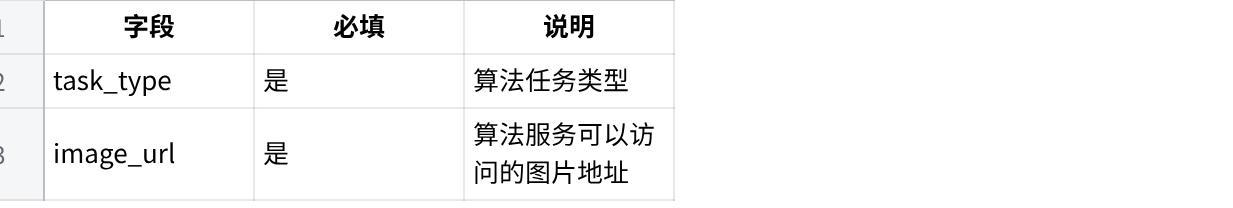 字段 必填 说明
2 task_type 是 算法任务类型
算法服务可以访
3 image_url 是
问的图片地址